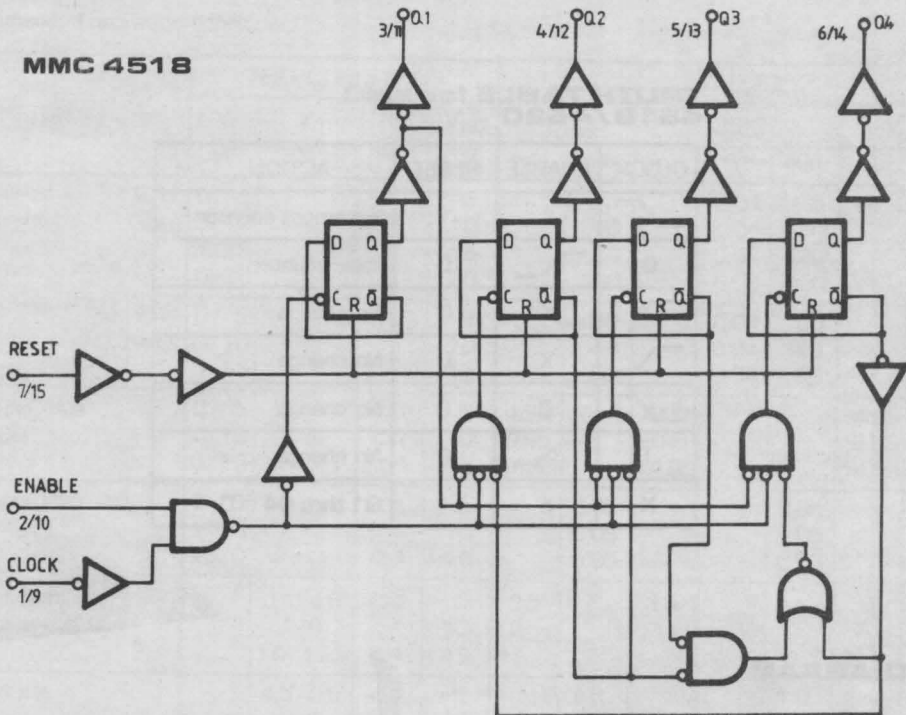 MMC 4518
Q1
3/11
Q2
4/12
Q3
5/13
Q4
6/14
D Q
C R Q̅
D Q
C R Q̅
D Q
C R Q̅
D Q
C R Q̅
RESET
7/15
ENABLE
2/10
CLOCK
1/9